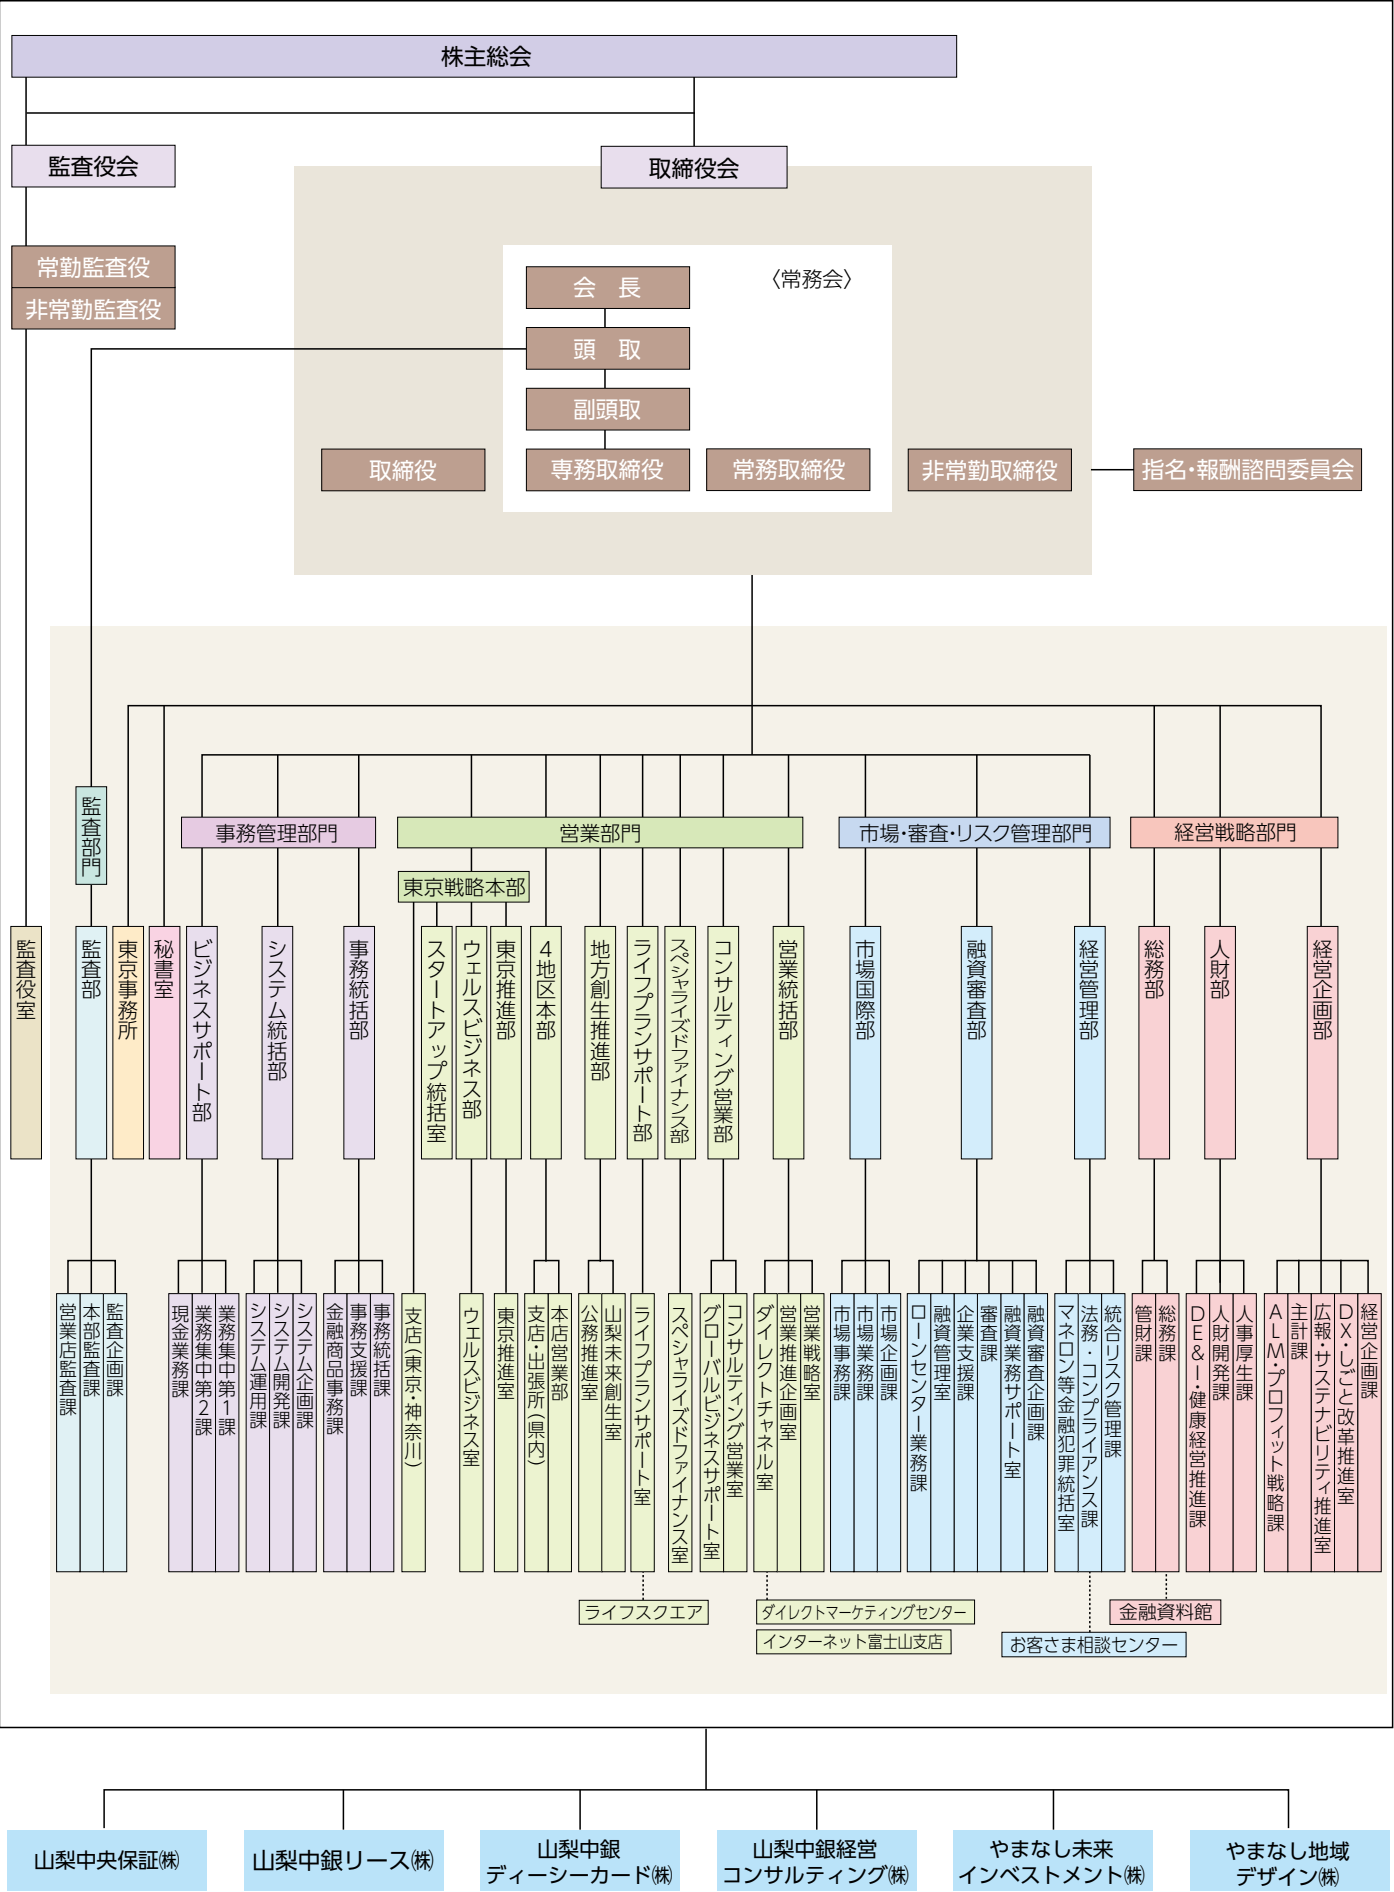 株主総会
監査役会
取締役会
常勤監査役
非常勤監査役
〈常務会〉
会　長
頭　取
副頭取
取締役
専務取締役
常務取締役
非常勤取締役
指名・報酬諮問委員会
監査部門
事務管理部門
営業部門
市場・審査・リスク管理部門
経営戦略部門
東京戦略本部
監査役室
監査部
東京事務所
秘書室
ビジネスサポート部
システム統括部
事務統括部
スタートアップ統括室
ウェルスビジネス部
東京推進部
4地区本部
地方創生推進部
ライフプランサポート部
スペシャライズドファイナンス部
コンサルティング営業部
営業統括部
市場国際部
融資審査部
経営管理部
総務部
人財部
経営企画部
営業店監査課
本部監査課
監査企画課
現金業務課
業務集中第2課
業務集中第1課
システム運用課
システム開発課
システム企画課
金融商品事務課
事務支援課
事務統括課
支店(東京・神奈川)
ウェルスビジネス室
東京推進室
支店・出張所(県内)
本店営業部
公務推進室
山梨未来創生室
ライフプランサポート室
スペシャライズドファイナンス室
グローバルビジネスサポート室
コンサルティング営業室
ダイレクトチャネル室
営業推進企画室
営業戦略室
市場事務課
市場業務課
市場企画課
ローンセンター業務課
融資管理室
企業支援課
審査課
融資業務サポート室
融資審査企画課
マネロン等金融犯罪統括室
法務・コンプライアンス課
統合リスク管理課
管財課
総務課
DE&I・健康経営推進課
人財開発課
人事厚生課
ALM・プロフィット戦略課
主計課
広報・サステナビリティ推進室
DX・しごと改革推進室
経営企画課
ライフスクエア
ダイレクトマーケティングセンター
インターネット富士山支店
金融資料館
お客さま相談センター
山梨中央保証㈱
山梨中銀リース㈱
山梨中銀
ディーシーカード㈱
山梨中銀経営
コンサルティング㈱
やまなし未来
インベストメント㈱
やまなし地域
デザイン㈱